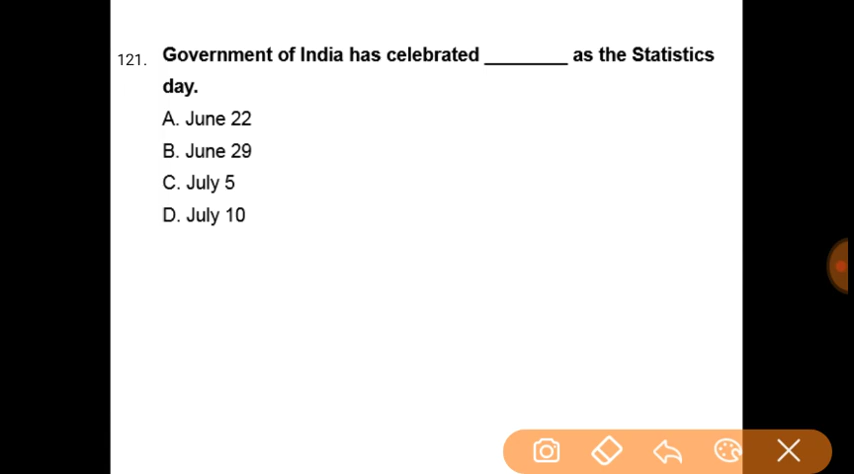 121. Government of India has celebrated ________ as the Statistics
day.
A. June 22
B. June 29
C. July 5
D. July 10